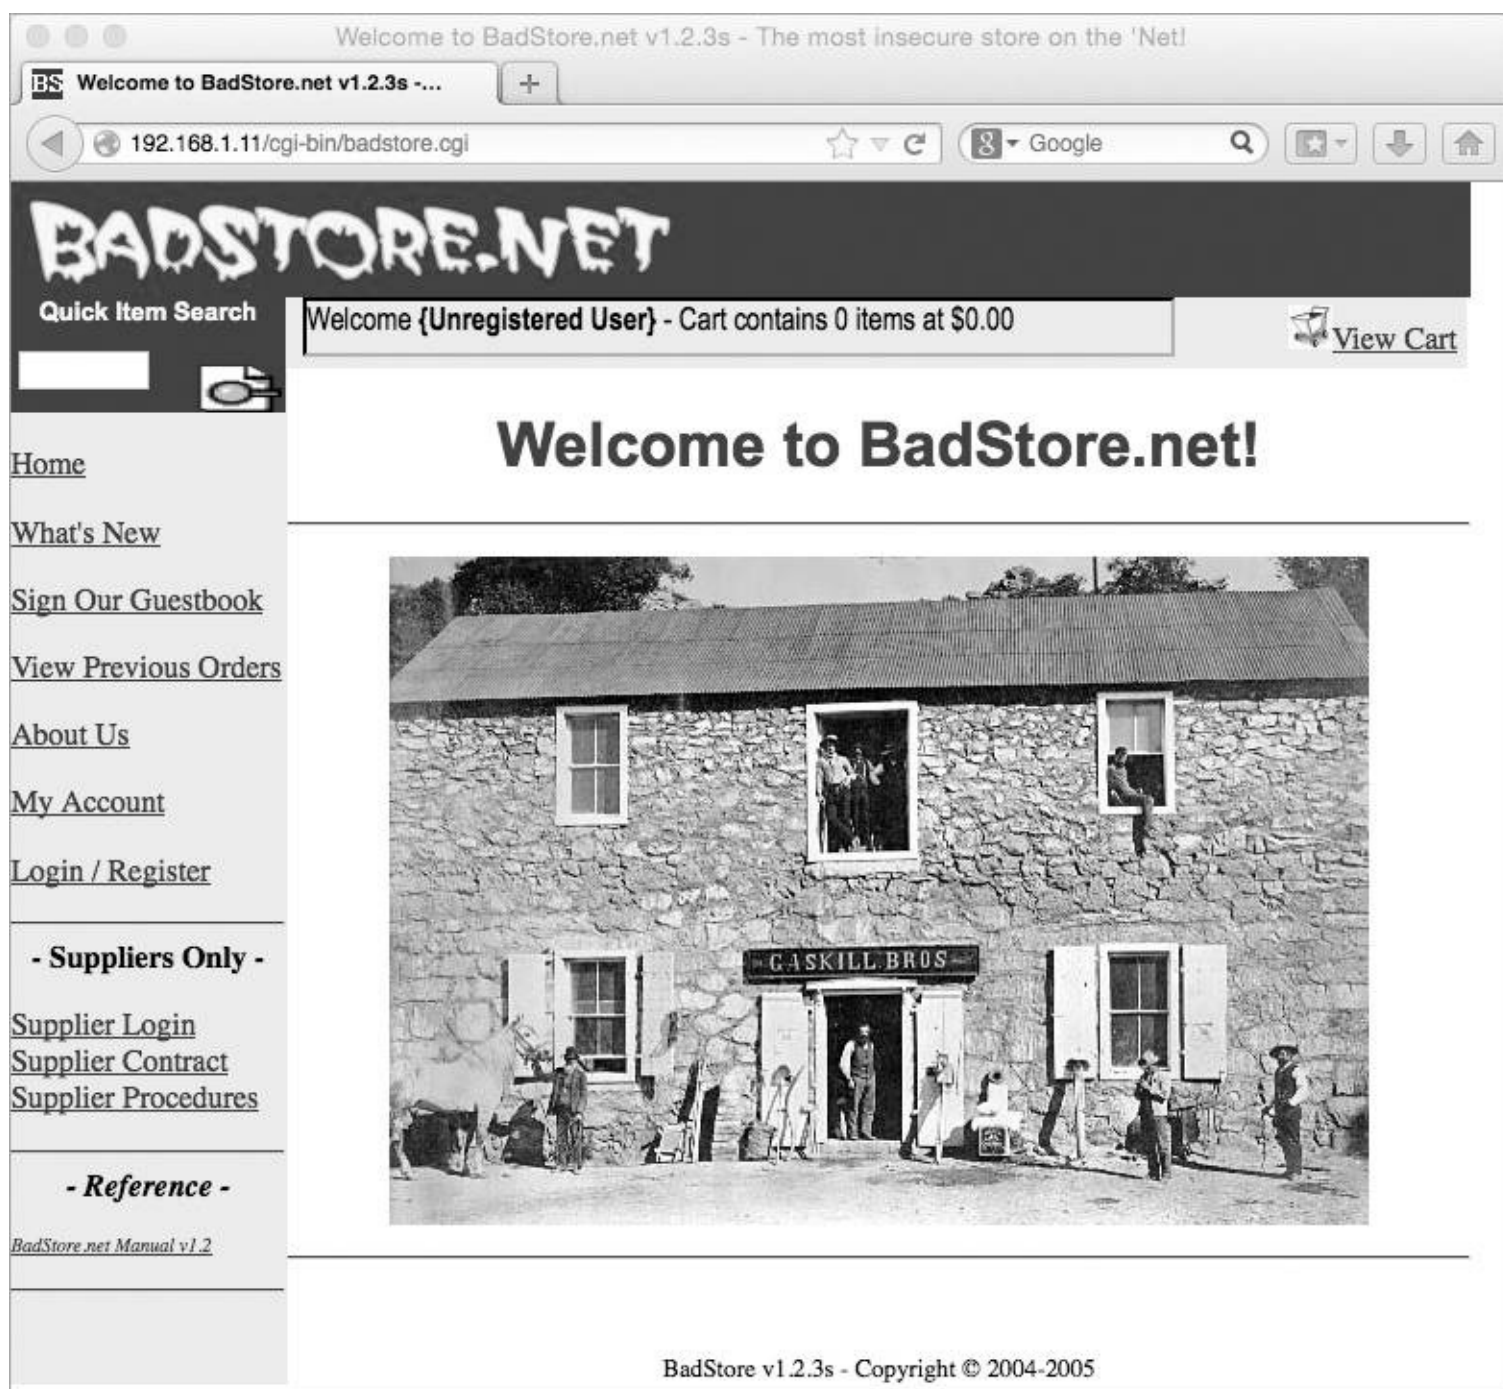 Welcome to BadStore.net v1.2.3s - The most insecure store on the 'Net!
BS Welcome to BadStore.net v1.2.3s -...
192.168.1.11/cgi-bin/badstore.cgi
8 Google
BADSTORE.NET
Quick Item Search
Welcome {Unregistered User} - Cart contains 0 items at $0.00
View Cart
Welcome to BadStore.net!
Home
What's New
Sign Our Guestbook
View Previous Orders
About Us
My Account
Login / Register
- Suppliers Only -
Supplier Login
Supplier Contract
Supplier Procedures
- Reference -
BadStore.net Manual v1.2
GASKILL.BROS
BadStore v1.2.3s - Copyright © 2004-2005